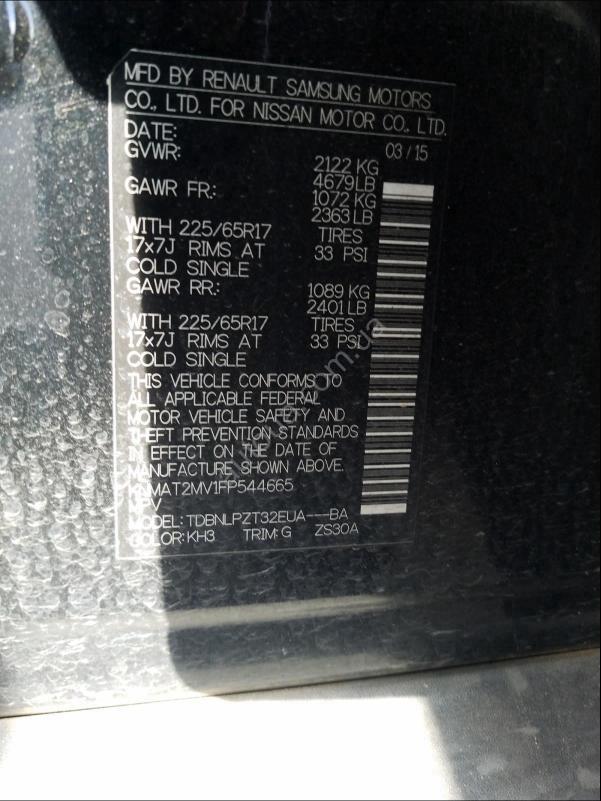 MFD BY RENAULT SAMSUNG MOTORS
CO., LTD. FOR NISSAN MOTOR CO., LTD.
DATE: 03/15
GVWR: 2122 KG
4679 LB
GAWR FR: 1072 KG
2363 LB
WITH 225/65R17 TIRES
17x7J RIMS AT 33 PSI
COLD SINGLE
GAWR RR: 1089 KG
2401 LB
WITH 225/65R17 TIRES
17x7J RIMS AT 33 PSI
COLD SINGLE
THIS VEHICLE CONFORMS TO
ALL APPLICABLE FEDERAL
MOTOR VEHICLE SAFETY AND
THEFT PREVENTION STANDARDS
IN EFFECT ON THE DATE OF
MANUFACTURE SHOWN ABOVE.
KNMAT2MV1FP544665
MPV
MODEL: TDBNLPZT32EUA---BA
COLOR: KH3 TRIM: G ZS30A